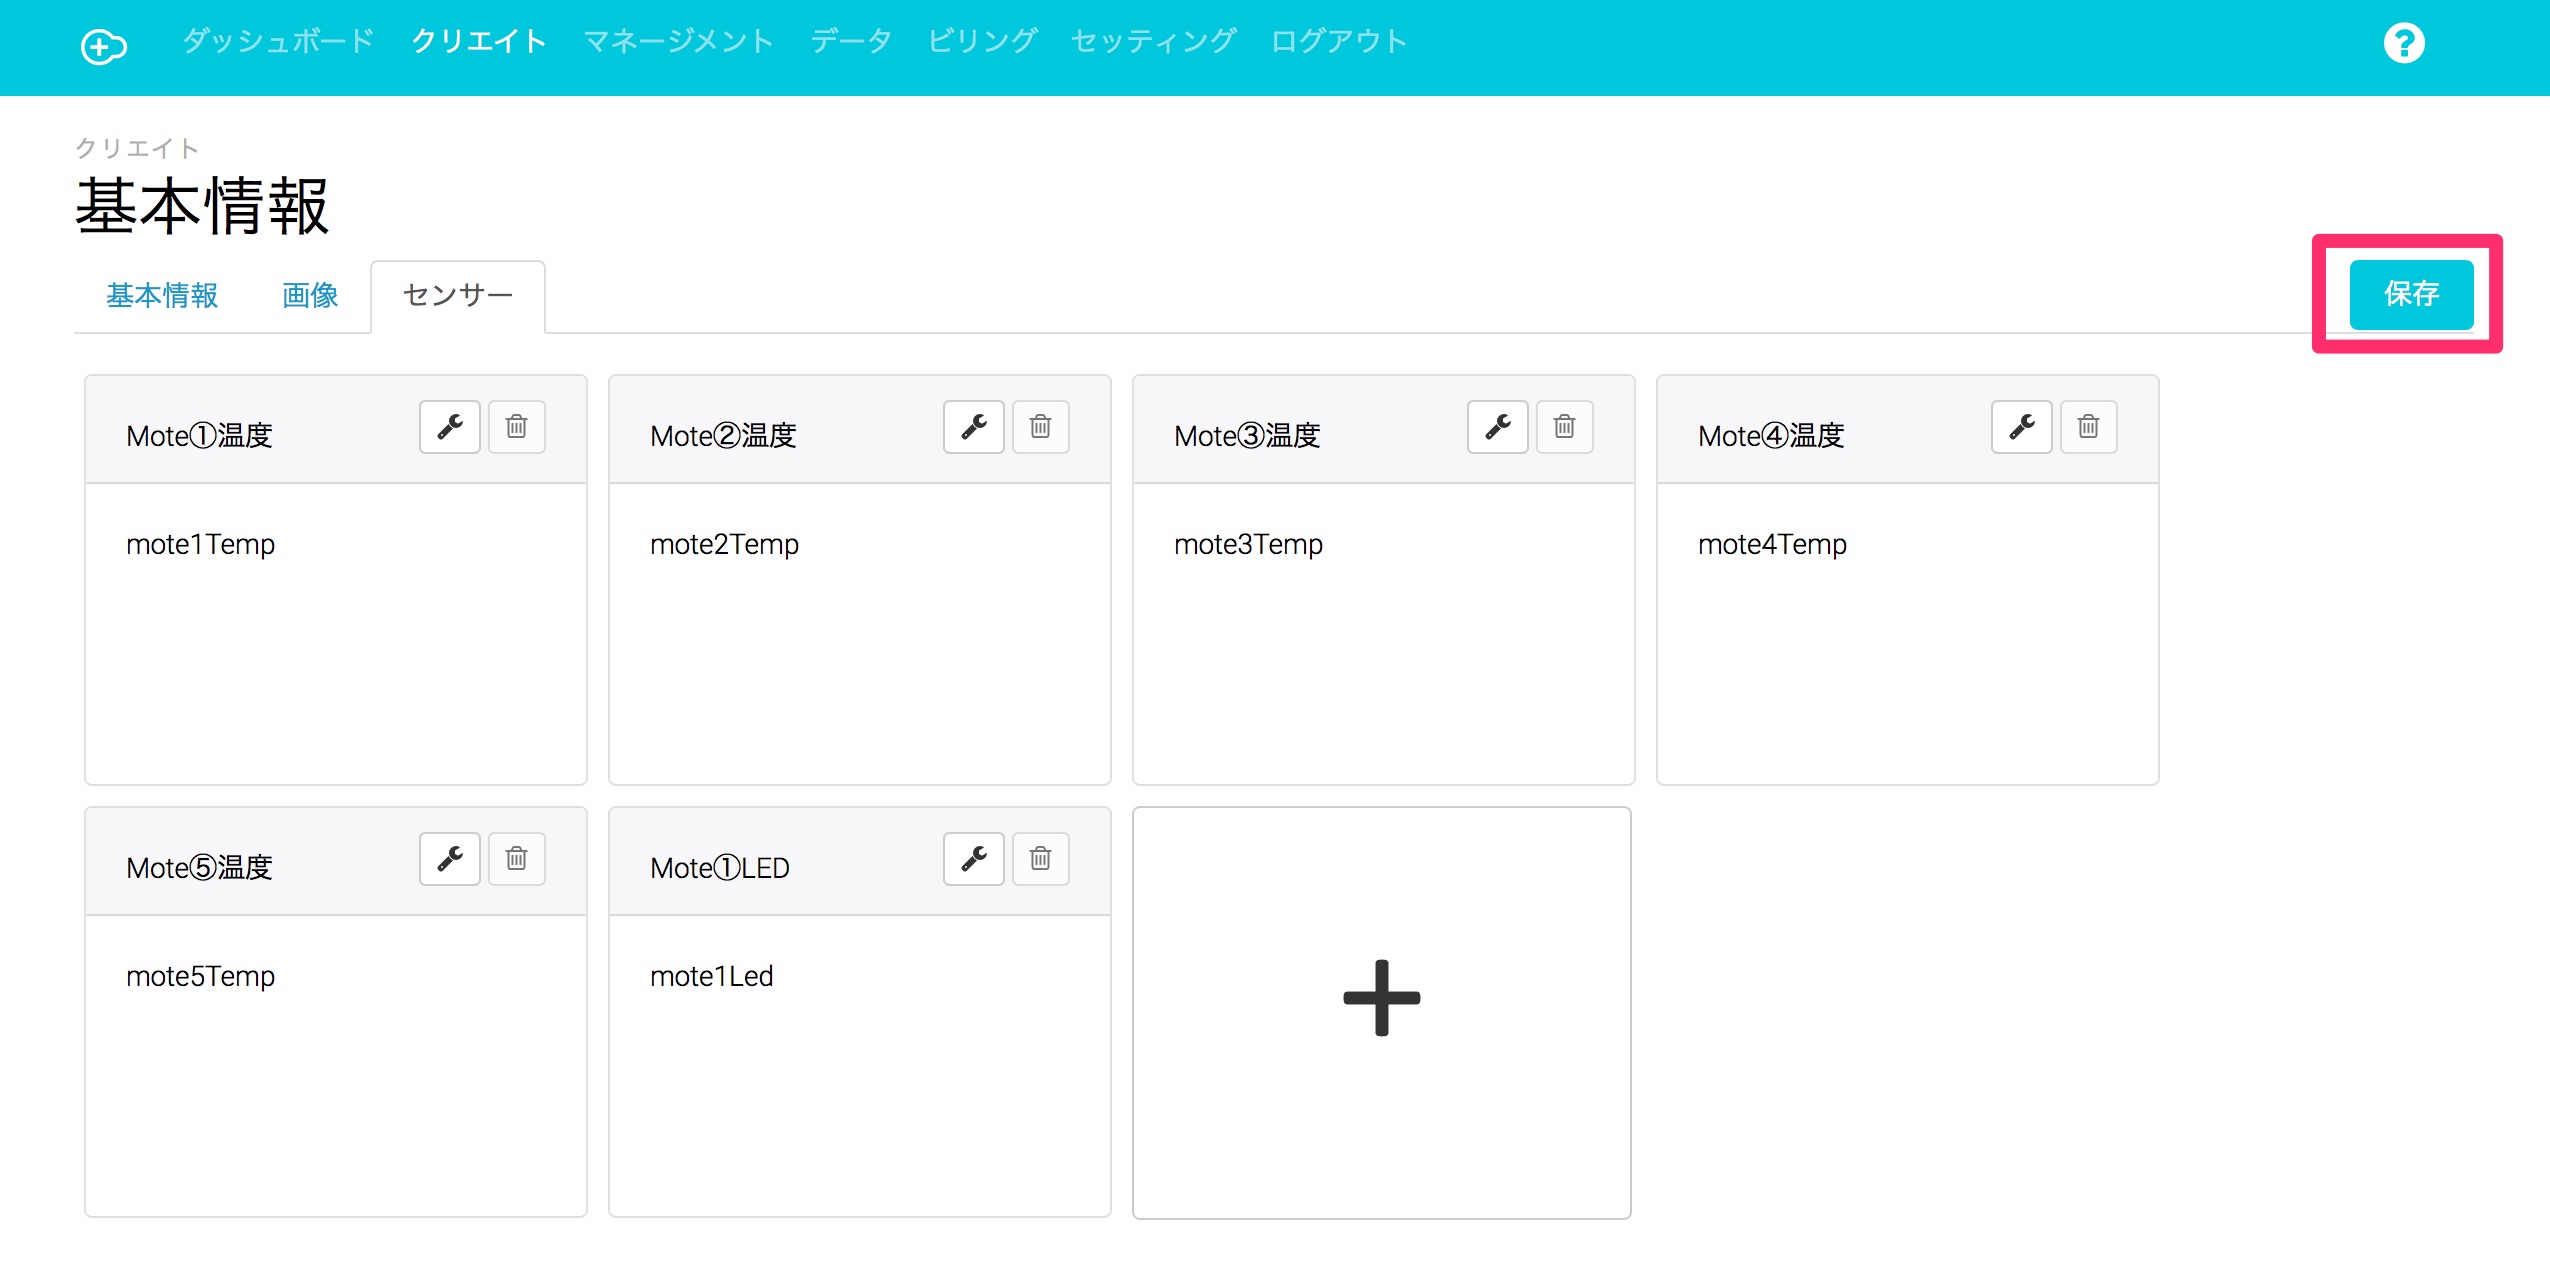 ダッシュボード クリエイト マネージメント データ ビリング セッティング ログアウト
クリエイト
基本情報
基本情報 画像 センサー 保存
Mote①温度 Mote②温度 Mote③温度 Mote④温度
mote1Temp mote2Temp mote3Temp mote4Temp
Mote⑤温度 Mote①LED
mote5Temp mote1Led